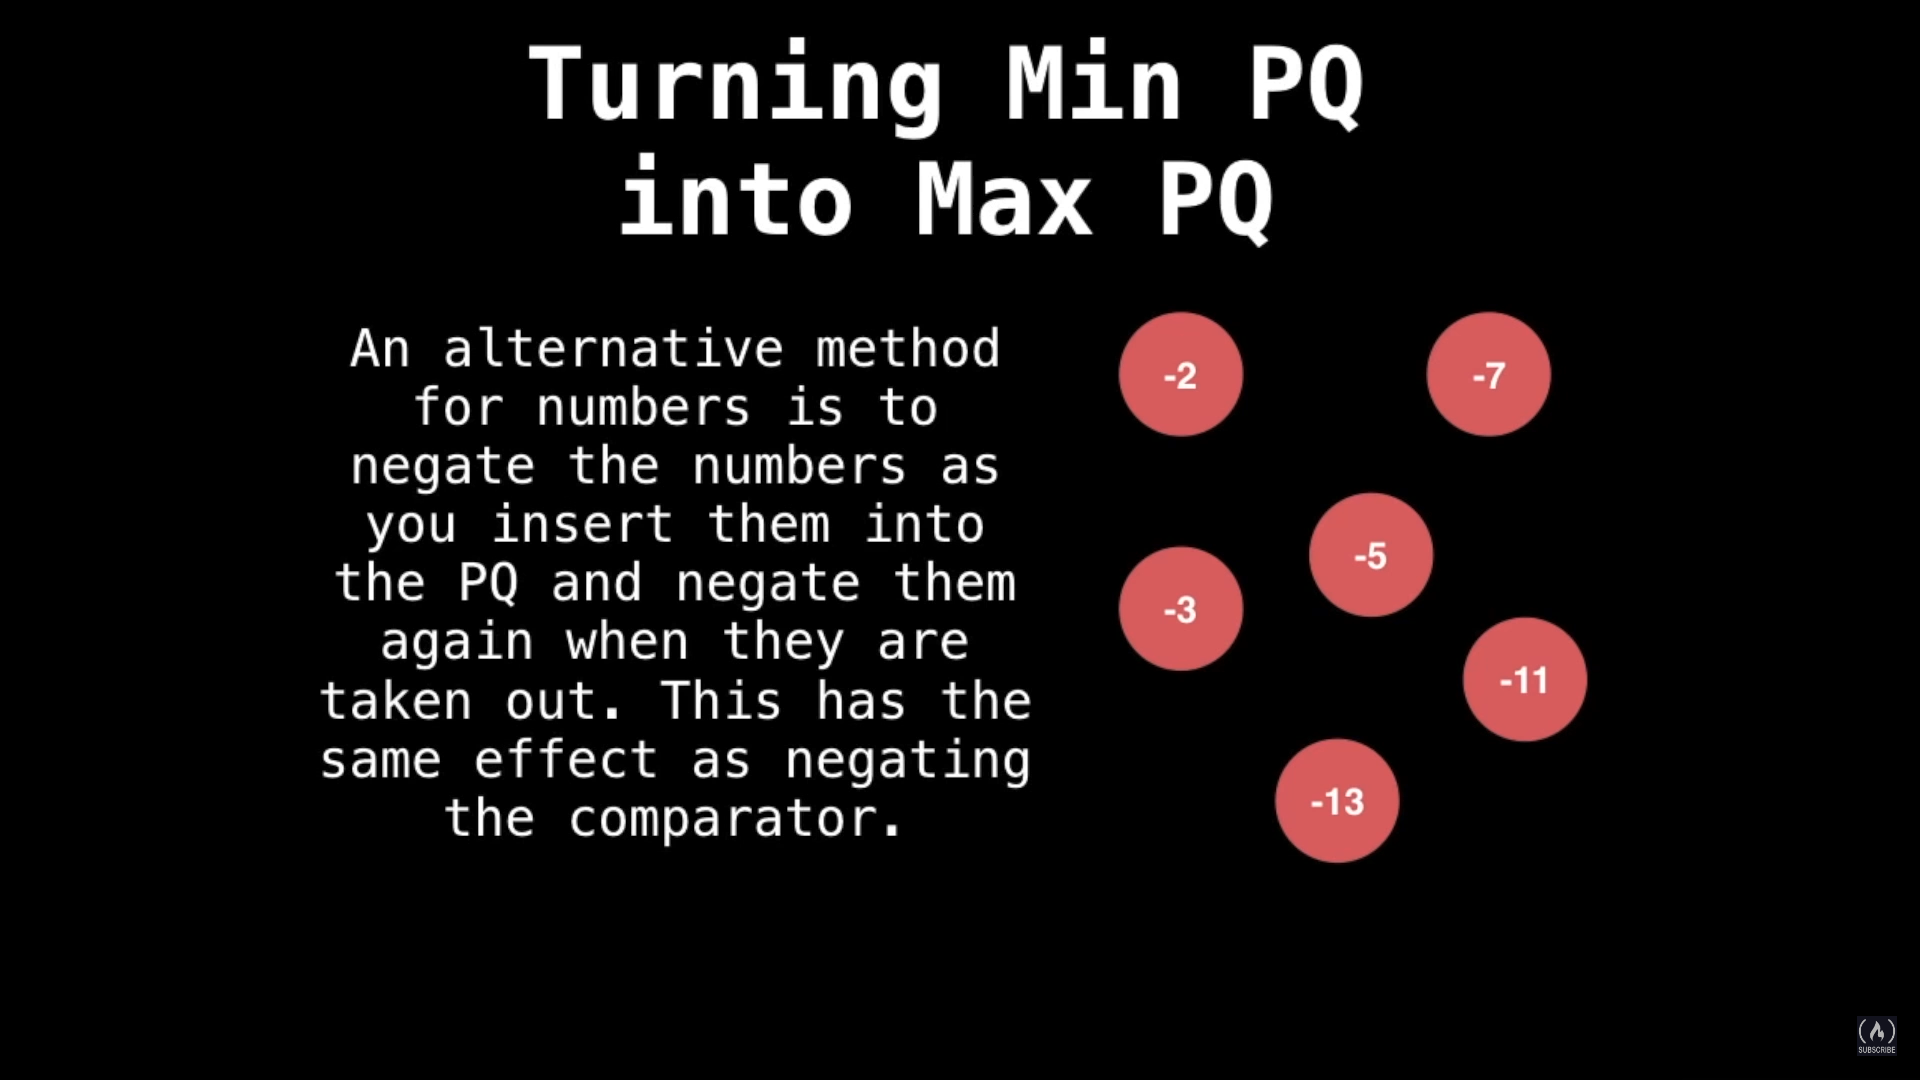 Turning Min PQ
into Max PQ
An alternative method
for numbers is to
negate the numbers as
you insert them into
the PQ and negate them
again when they are
taken out. This has the
same effect as negating
the comparator.
-2
-7
-5
-3
-11
-13
SUBSCRIBE